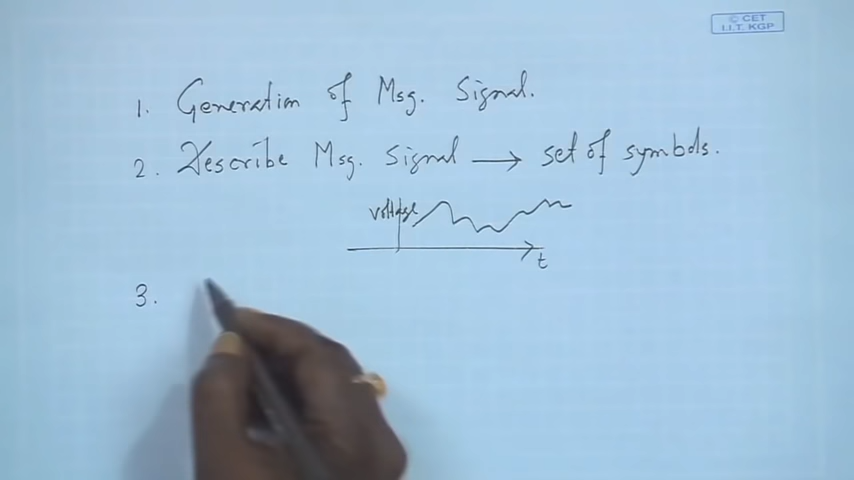 © CET
I.I.T. KGP
1. Generation of Msg. Signal.
2. Describe Msg. Signal → set of symbols.
voltage
t
3.